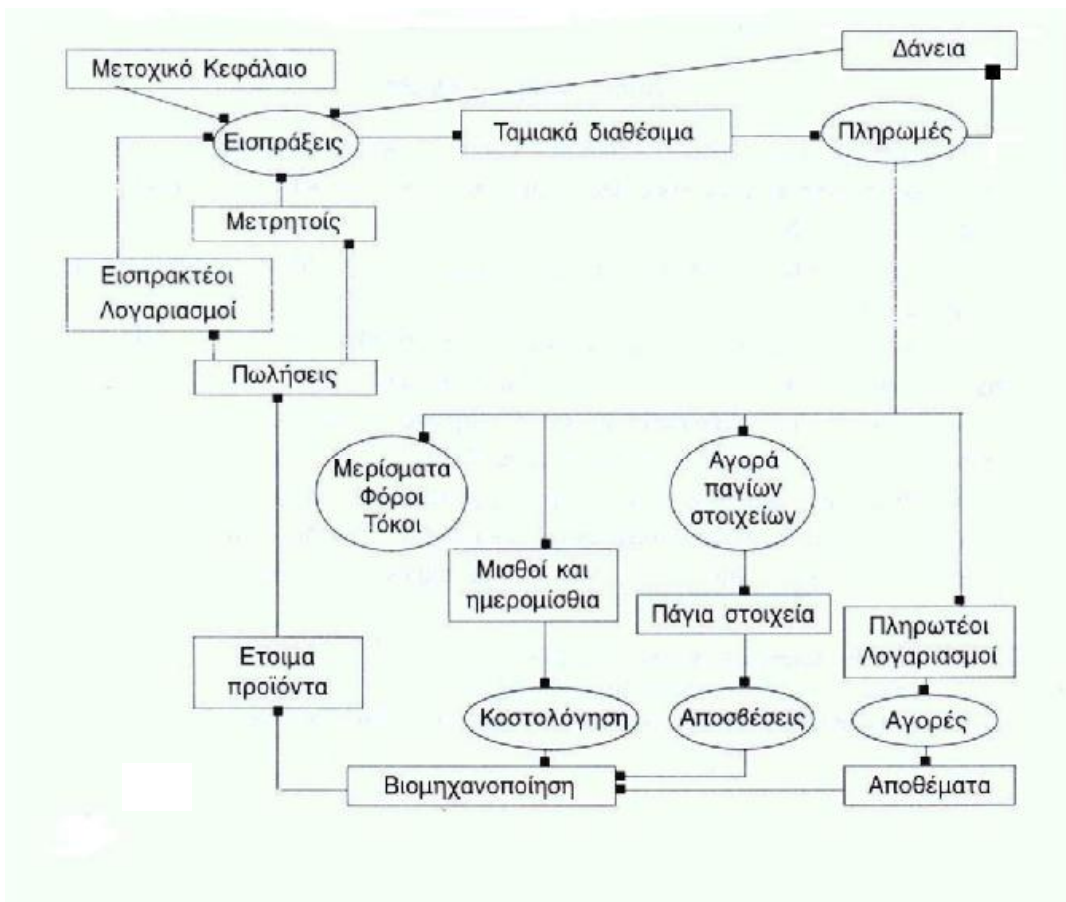 Δάνεια
Μετοχικό Κεφάλαιο
Εισπράξεις
Ταμιακά διαθέσιμα
Πληρωμές
Μετρητοίς
Εισπρακτέοι
Λογαριασμοί
Πωλήσεις
Μερίσματα
Φόροι
Τόκοι
Αγορά
παγίων
στοιχείων
Μισθοί και
ημερομίσθια
Πάγια στοιχεία
Πληρωτέοι
Λογαριασμοί
Ετοιμα
προϊόντα
Κοστολόγηση
Αποσβέσεις
Αγορές
Βιομηχανοποίηση
Αποθέματα